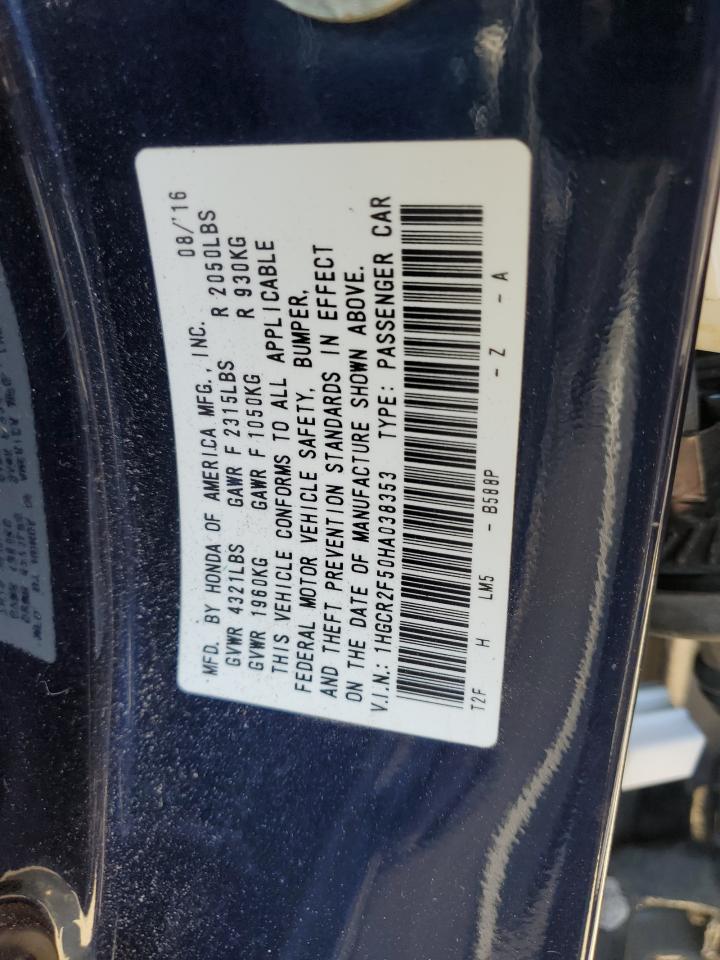 MFD. BY HONDA OF AMERICA MFG., INC. 08/'16
GVWR 4321LBS GAWR F 2315LBS R 2050LBS
GVWR 1960KG GAWR F 1050KG R 930KG
THIS VEHICLE CONFORMS TO ALL APPLICABLE
FEDERAL MOTOR VEHICLE SAFETY, BUMPER,
AND THEFT PREVENTION STANDARDS IN EFFECT
ON THE DATE OF MANUFACTURE SHOWN ABOVE.
V.I.N.: 1HGCR2F50HA038353 TYPE: PASSENGER CAR
T2F H LM5 - B588P - Z - A